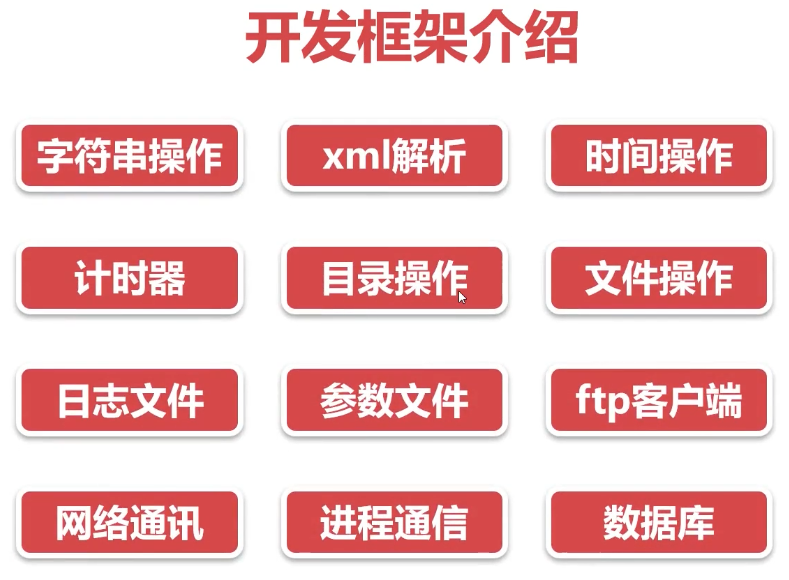 开发框架介绍
字符串操作
xml解析
时间操作
计时器
目录操作
文件操作
日志文件
参数文件
ftp客户端
网络通讯
进程通信
数据库